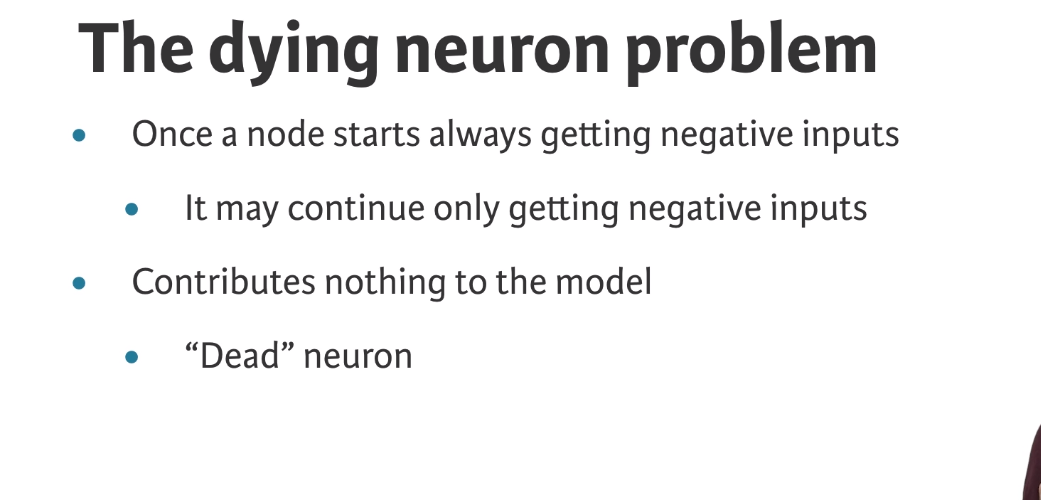 The dying neuron problem
Once a node starts always getting negative inputs
It may continue only getting negative inputs
Contributes nothing to the model
“Dead” neuron